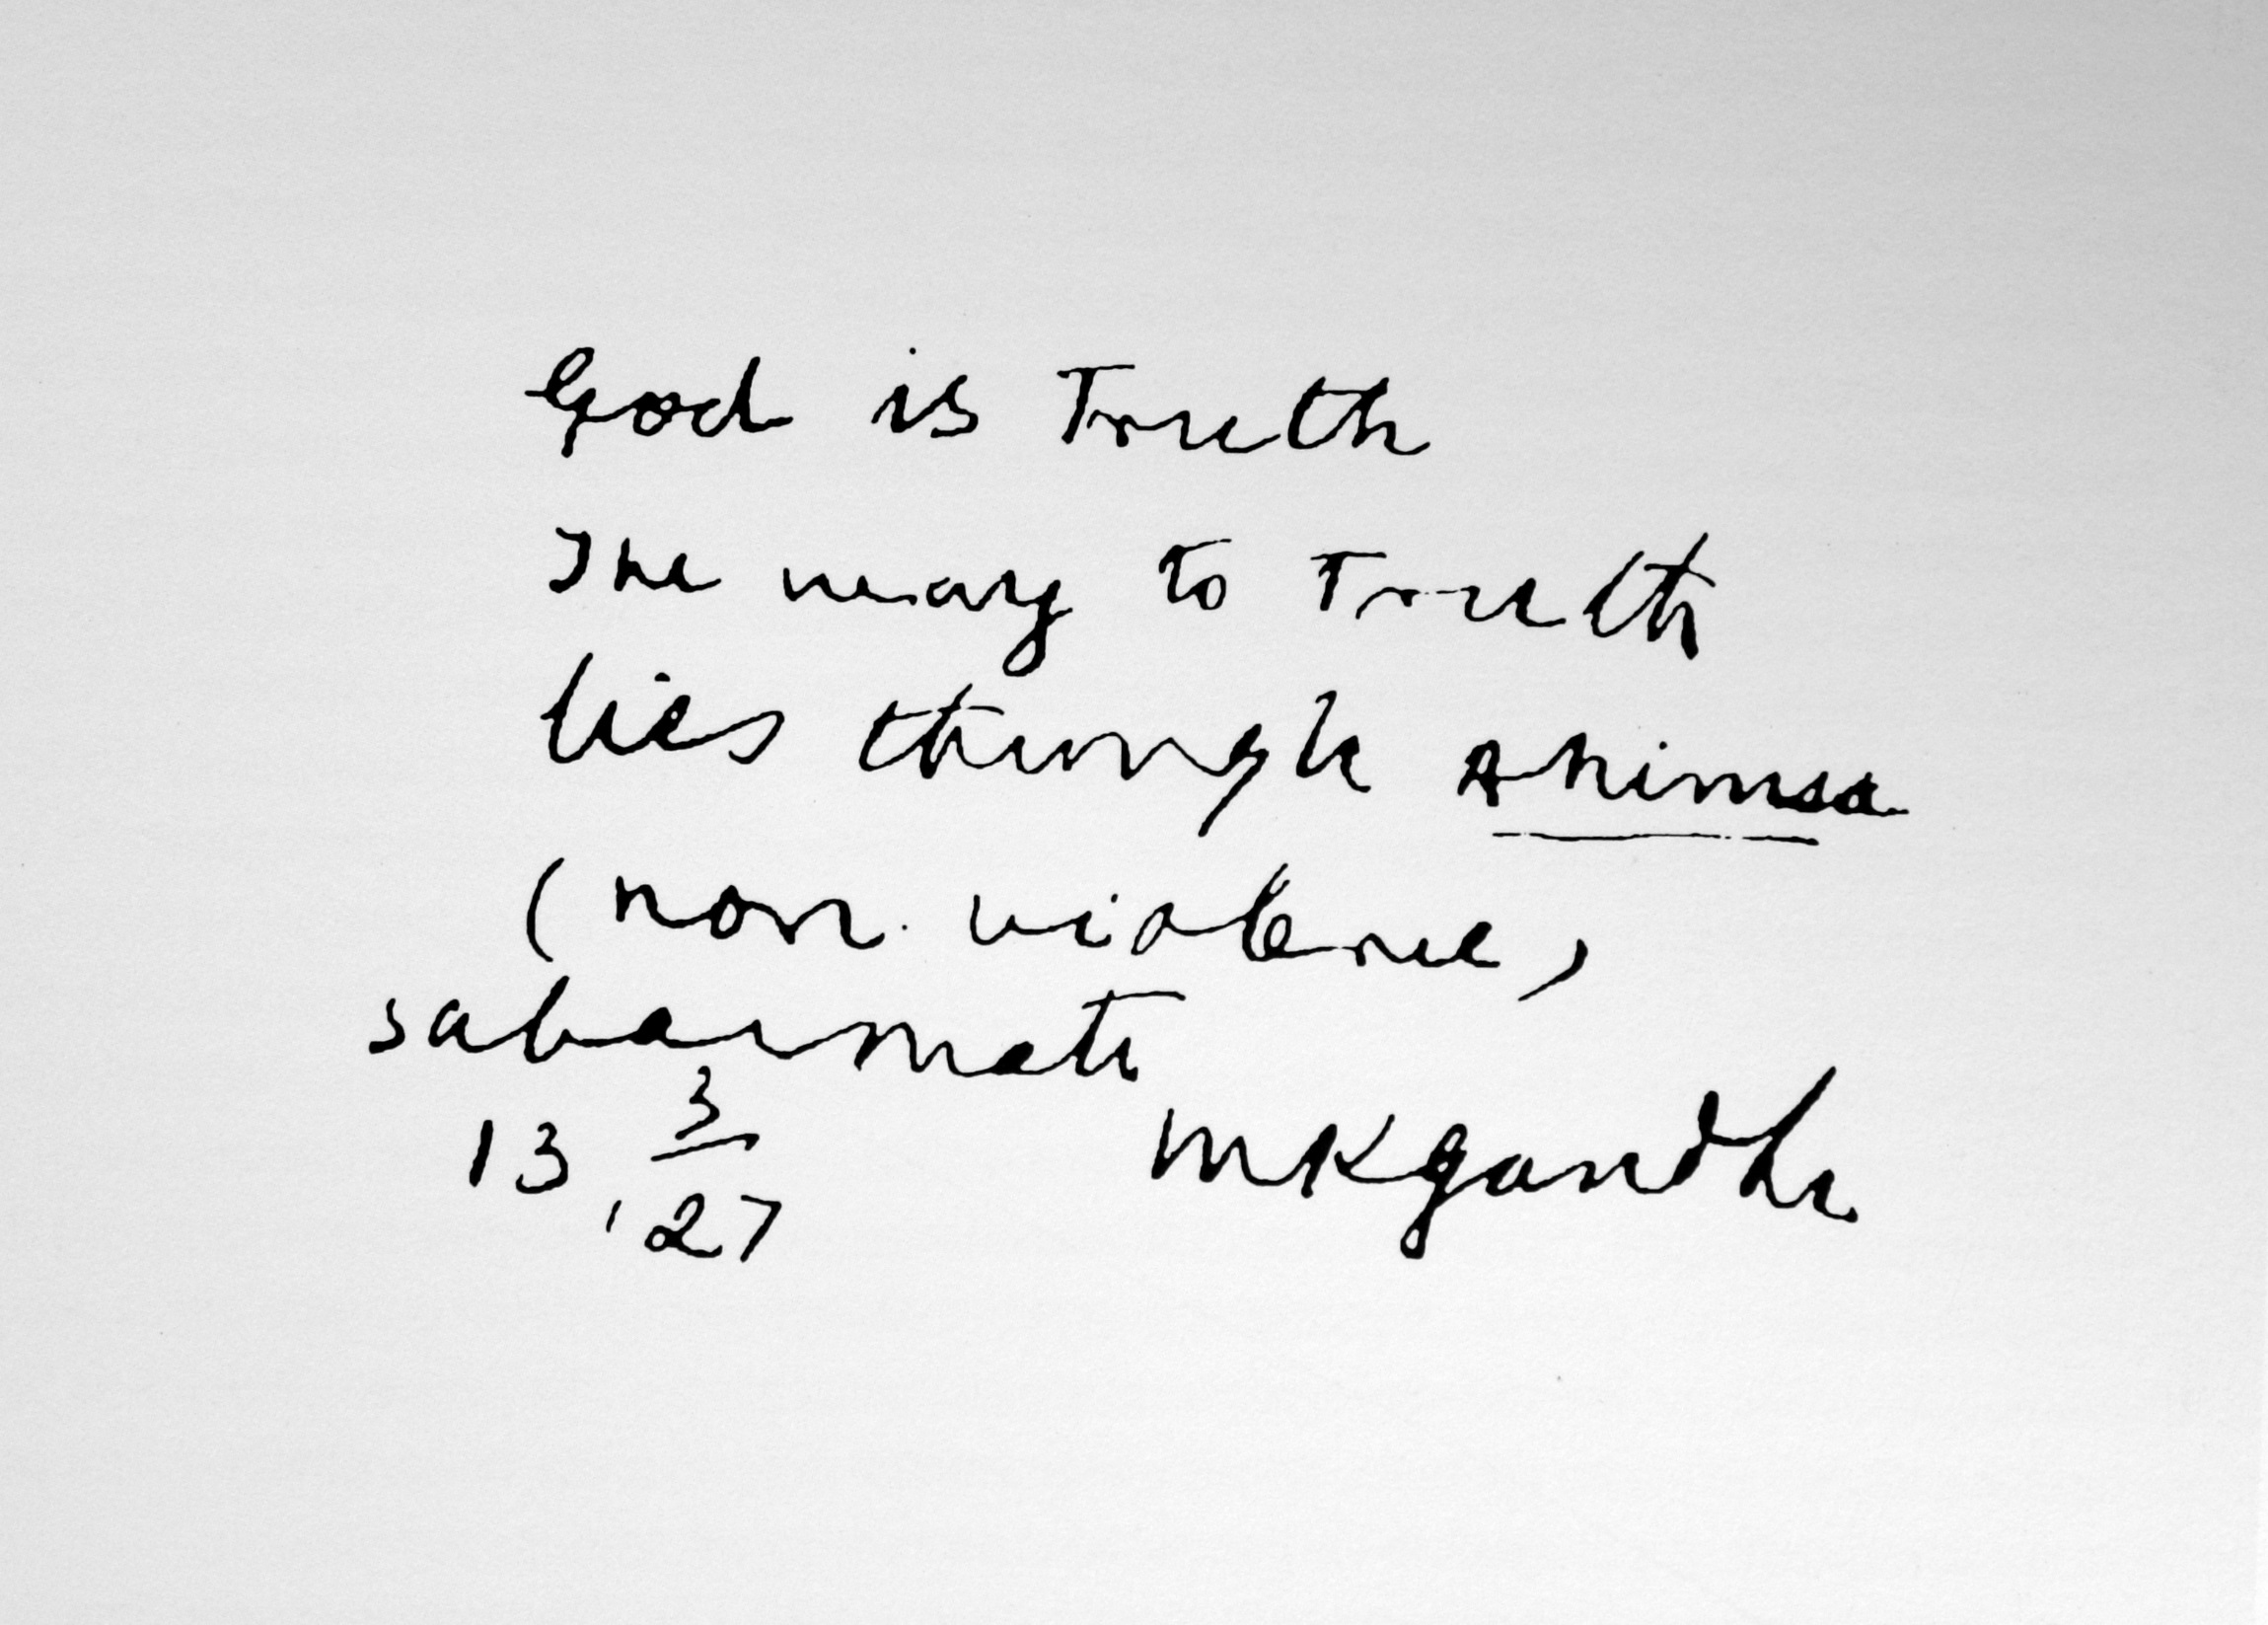 God is Truth
The way to Truth
lies through Ahimsa
(non-violence)
Sabarmati
13 3/27
MKGandhi